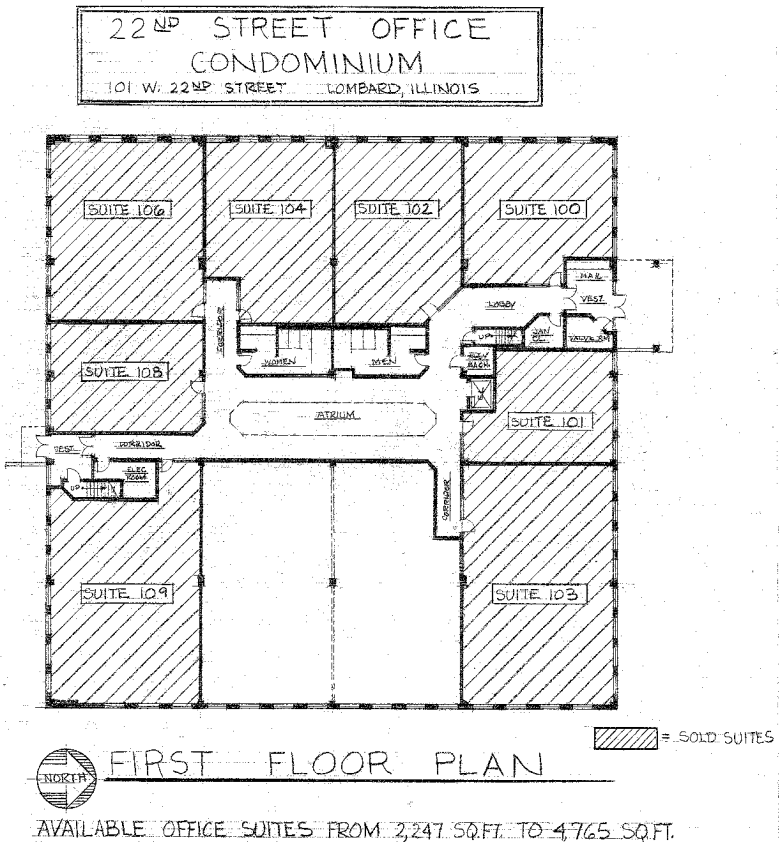 22ND STREET OFFICE
CONDOMINIUM
101 W. 22ND STREET LOMBARD, ILLINOIS
SUITE 106
SUITE 104
SUITE 102
SUITE 100
MAIL
LOBBY
VEST.
CORRIDOR
UP
JAN. CL.
VALVE RM
WOMEN
MEN
ELEV.
MACH.
SUITE 108
ATRIUM
SUITE 101
VEST.
CORRIDOR
ELEC.
ROOM
UP
CORRIDOR
SUITE 109
SUITE 103
= SOLD SUITES
NORTH
FIRST FLOOR PLAN
AVAILABLE OFFICE SUITES FROM 2,247 SQ.FT. TO 4765 SQ.FT.